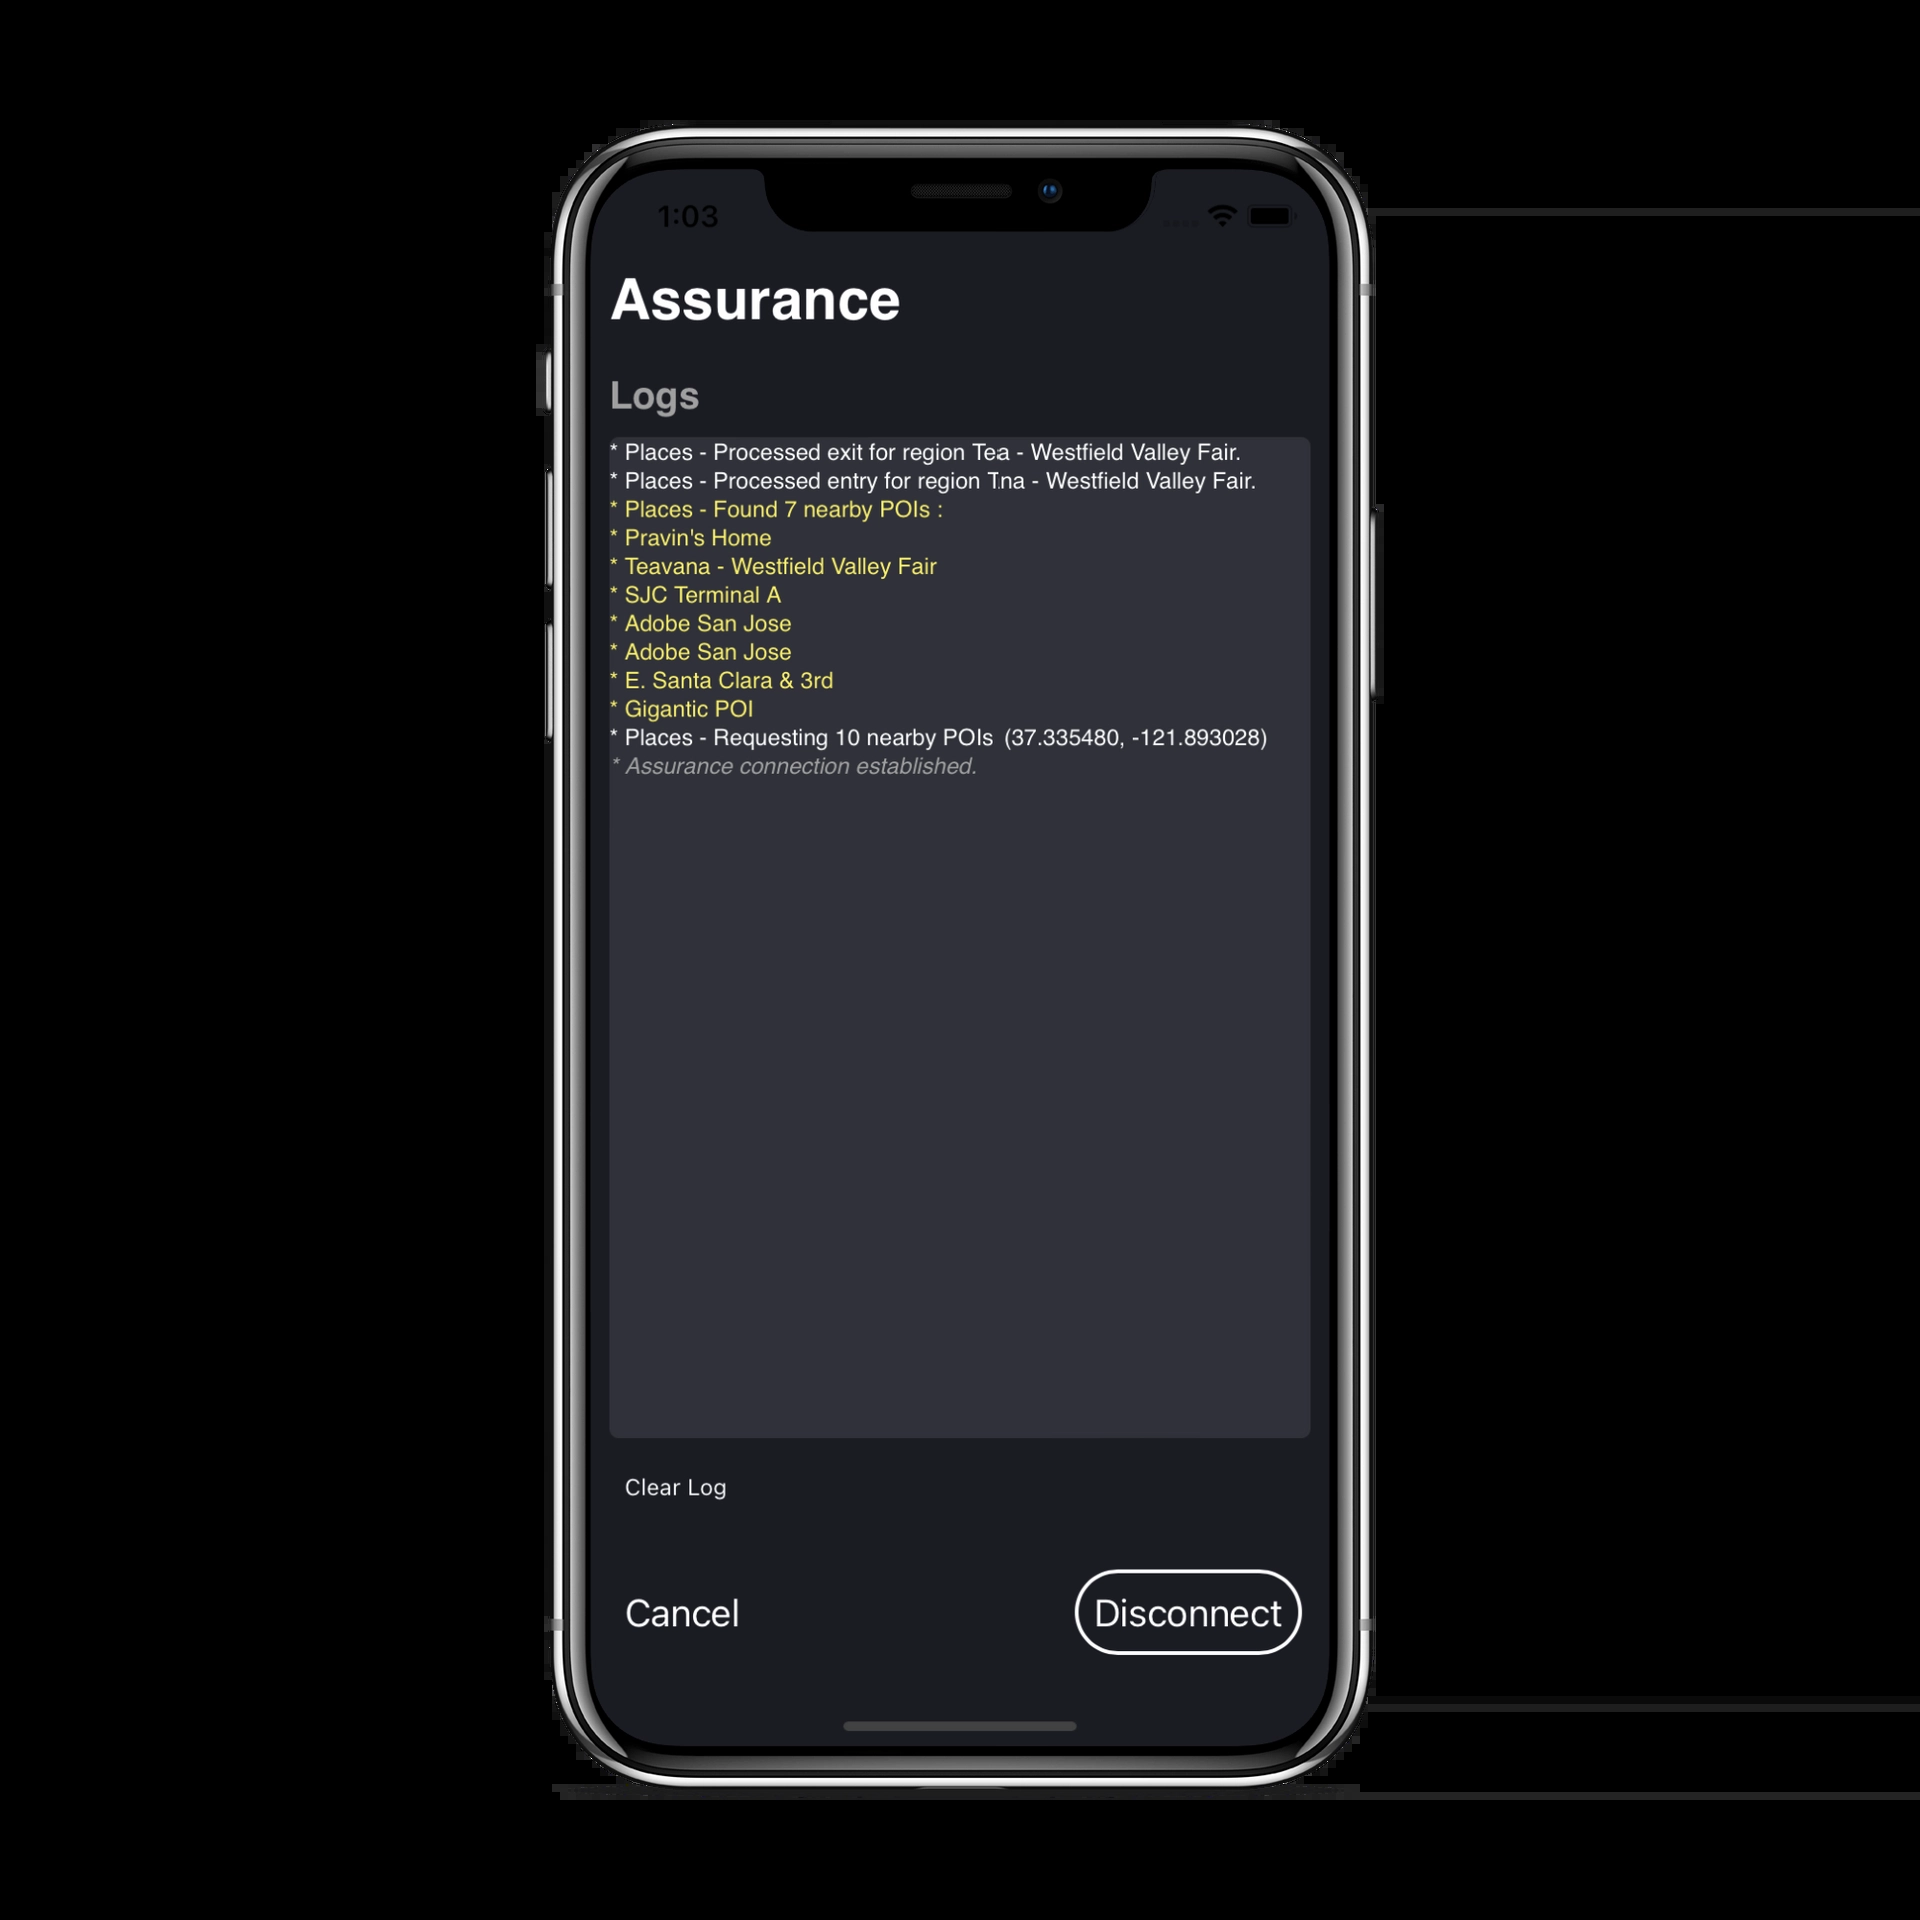 1:03
Assurance
Logs
* Places - Processed exit for region Tea - Westfield Valley Fair.
* Places - Processed entry for region Tna - Westfield Valley Fair.
* Places - Found 7 nearby POIs :
* Pravin's Home
* Teavana - Westfield Valley Fair
* SJC Terminal A
* Adobe San Jose
* Adobe San Jose
* E. Santa Clara & 3rd
* Gigantic POI
* Places - Requesting 10 nearby POIs (37.335480, -121.893028)
* Assurance connection established.
Clear Log
Cancel
Disconnect